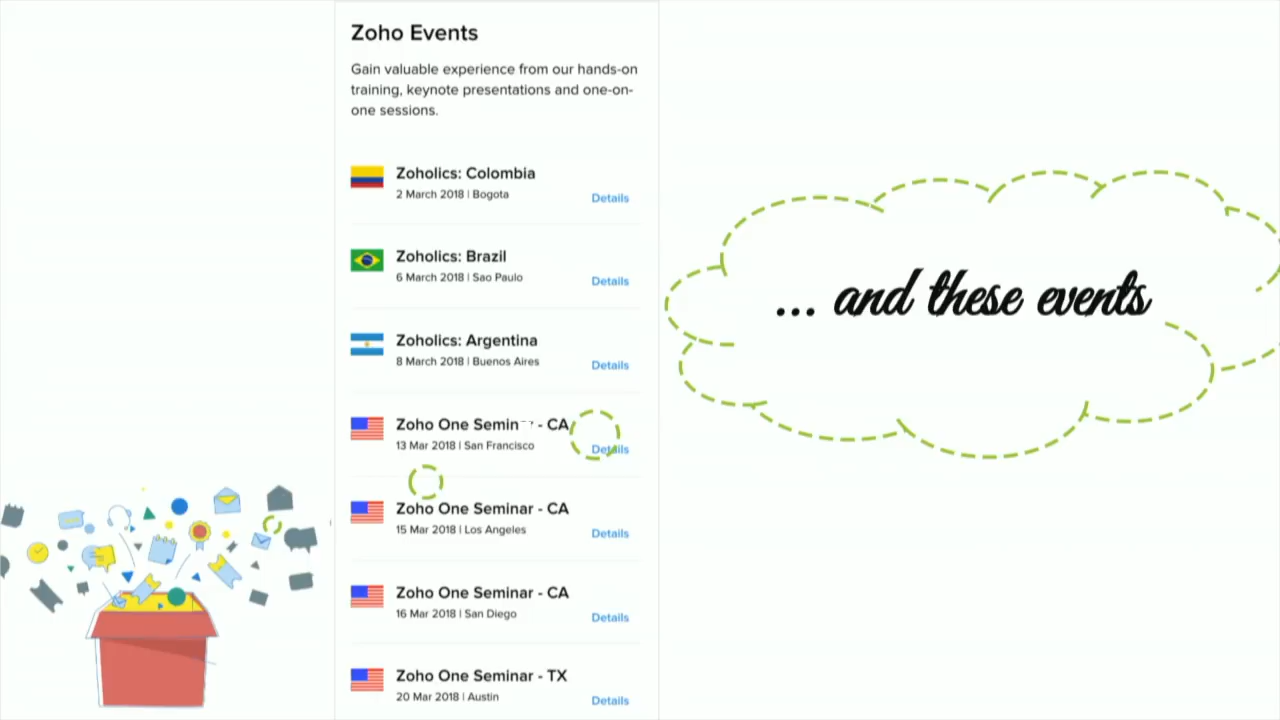 Zoho Events
Gain valuable experience from our hands-on
training, keynote presentations and one-on-
one sessions.
Zoholics: Colombia
2 March 2018 | Bogota
Details
Zoholics: Brazil
6 March 2018 | Sao Paulo
Details
Zoholics: Argentina
8 March 2018 | Buenos Aires
Details
Zoho One Seminar - CA
13 Mar 2018 | San Francisco
Details
Zoho One Seminar - CA
15 Mar 2018 | Los Angeles
Details
Zoho One Seminar - CA
16 Mar 2018 | San Diego
Details
Zoho One Seminar - TX
20 Mar 2018 | Austin
Details
... and these events